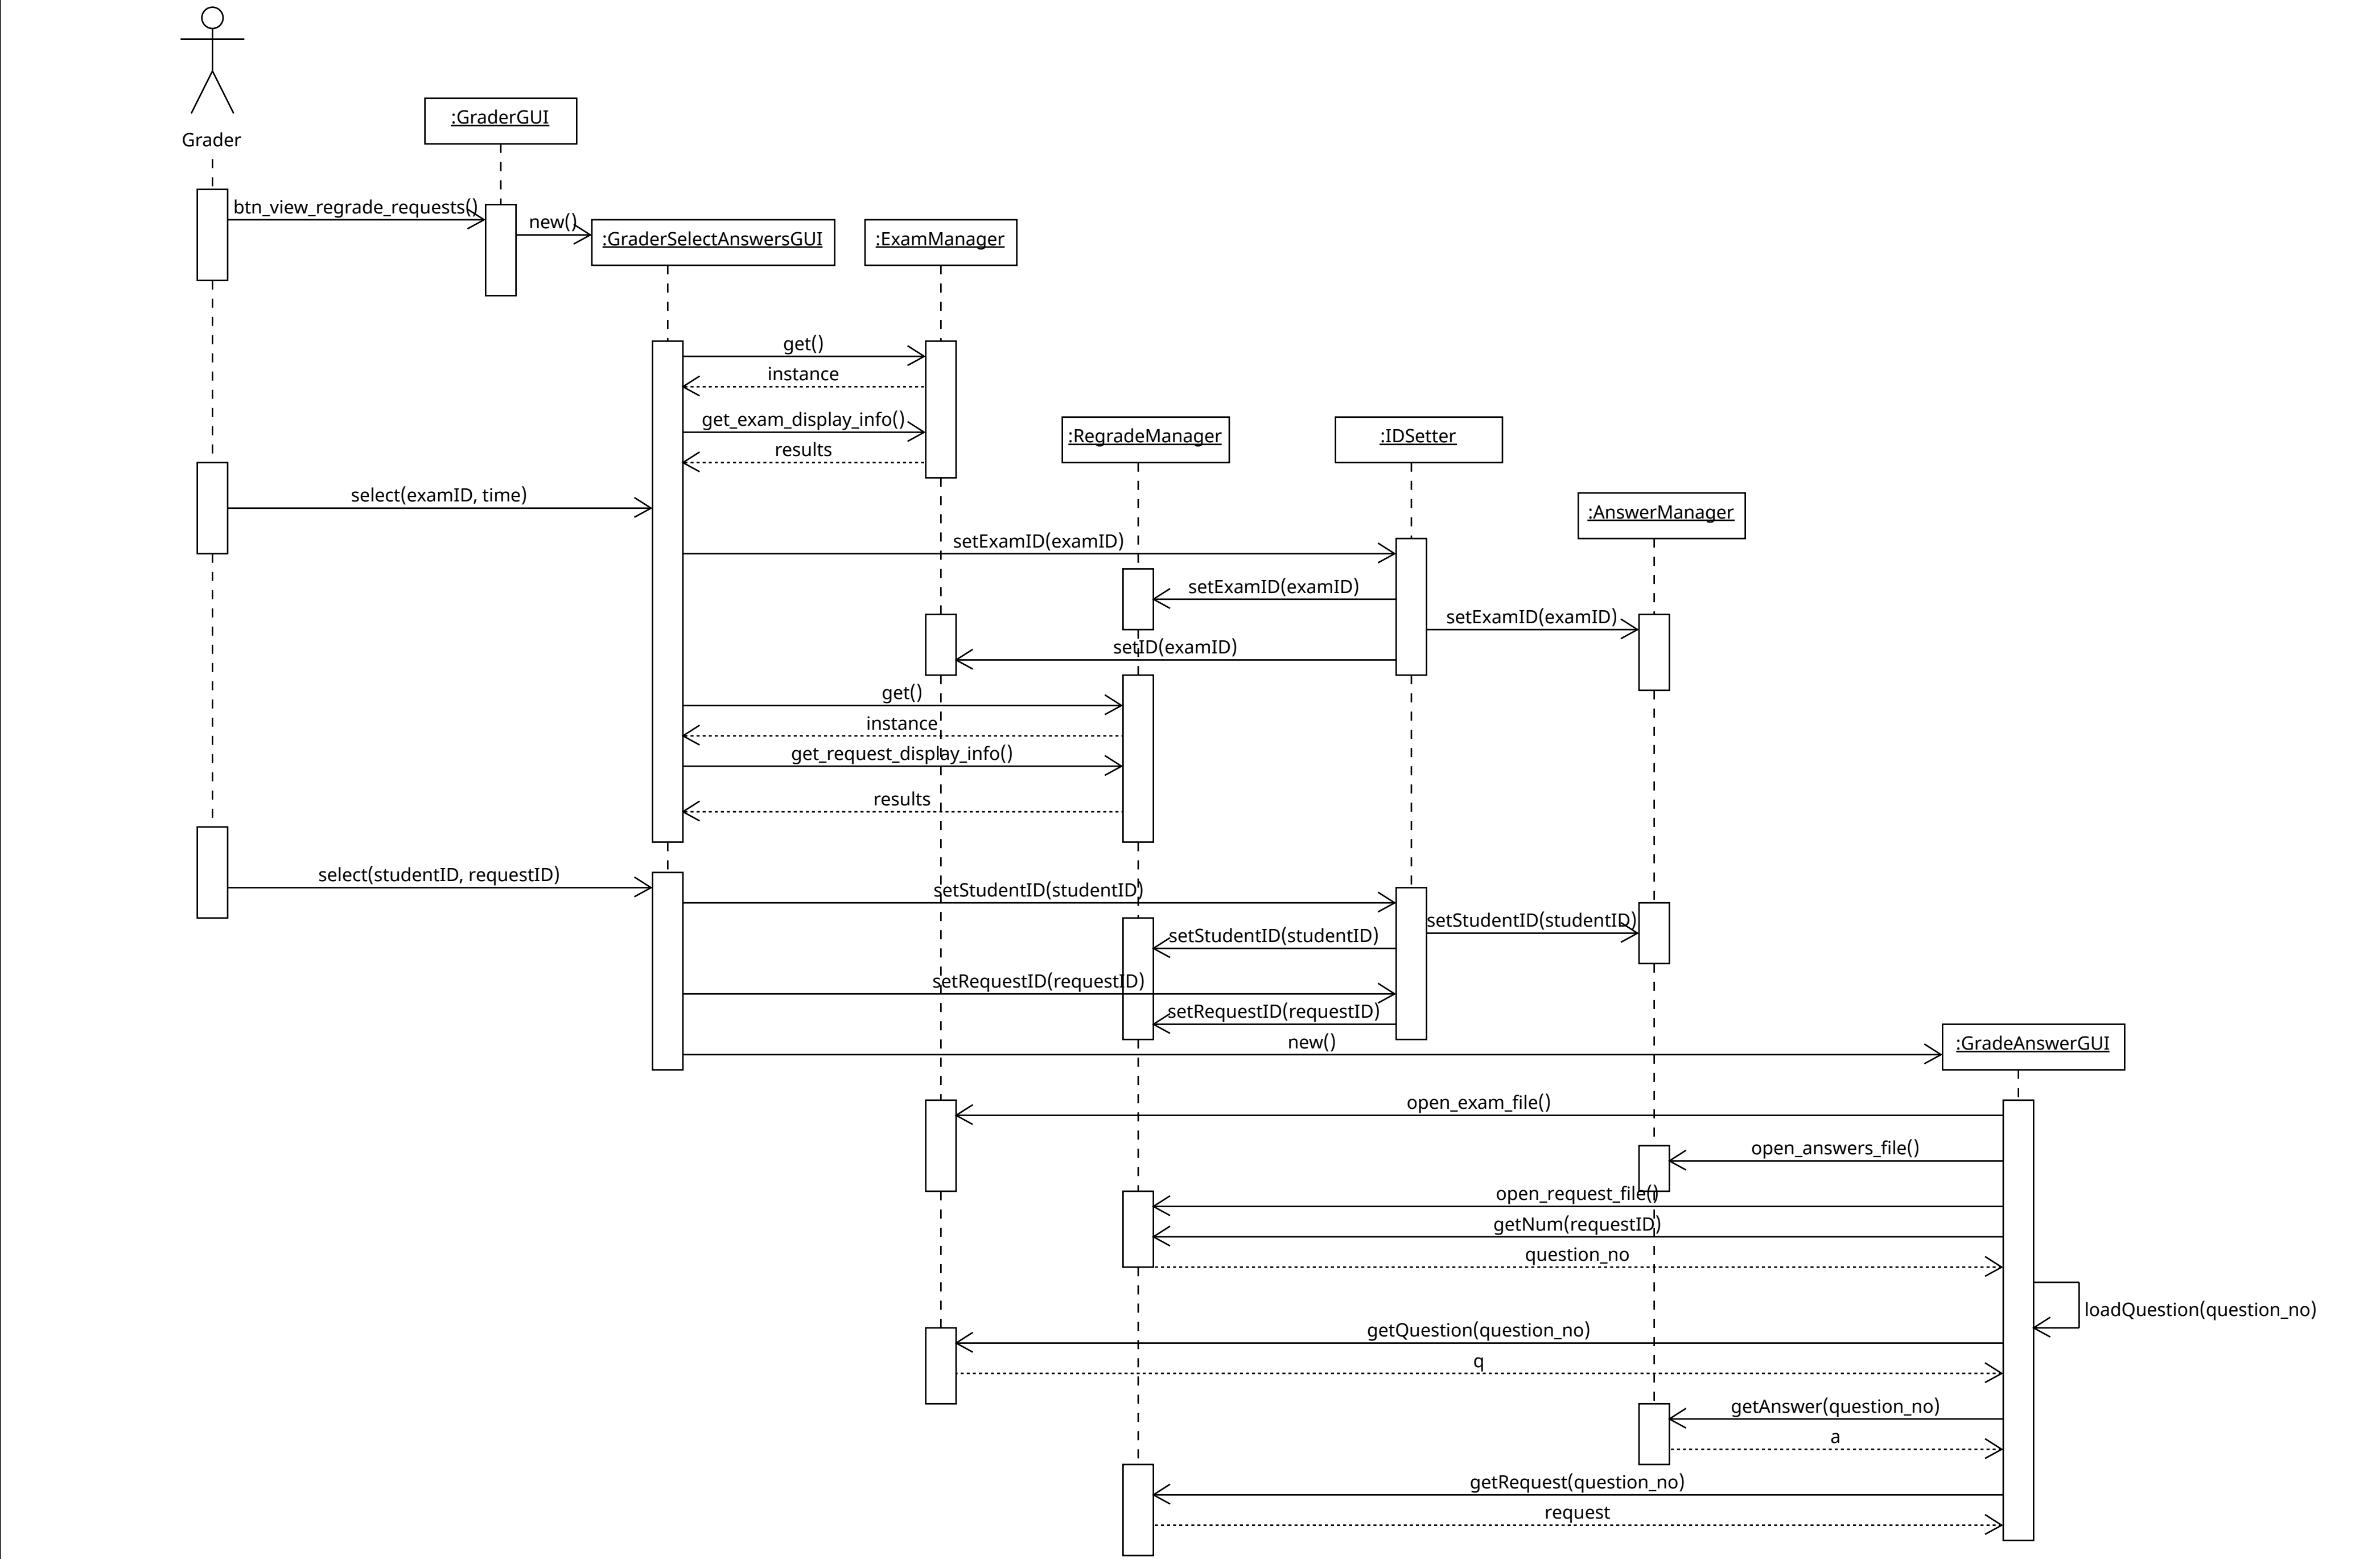 Grader
:GraderGUI
btn_view_regrade_requests()
new()
:GraderSelectAnswersGUI
:ExamManager
get()
instance
get_exam_display_info()
results
:RegradeManager
:IDSetter
select(examID, time)
:AnswerManager
setExamID(examID)
setExamID(examID)
setExamID(examID)
setID(examID)
get()
instance
get_request_display_info()
results
select(studentID, requestID)
setStudentID(studentID)
setStudentID(studentID)
setStudentID(studentID)
setRequestID(requestID)
setRequestID(requestID)
new()
:GradeAnswerGUI
open_exam_file()
open_answers_file()
open_request_file()
getNum(requestID)
question_no
loadQuestion(question_no)
getQuestion(question_no)
q
getAnswer(question_no)
a
getRequest(question_no)
request